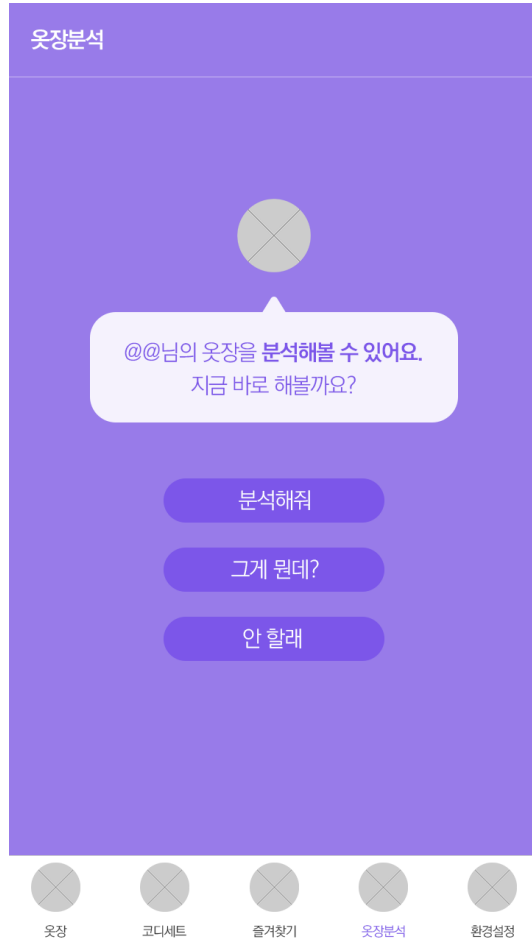 옷장분석
@@님의 옷장을 분석해볼 수 있어요.
지금 바로 해볼까요?
분석해줘
그게 뭔데?
안 할래
옷장
코디세트
즐겨찾기
옷장분석
환경설정